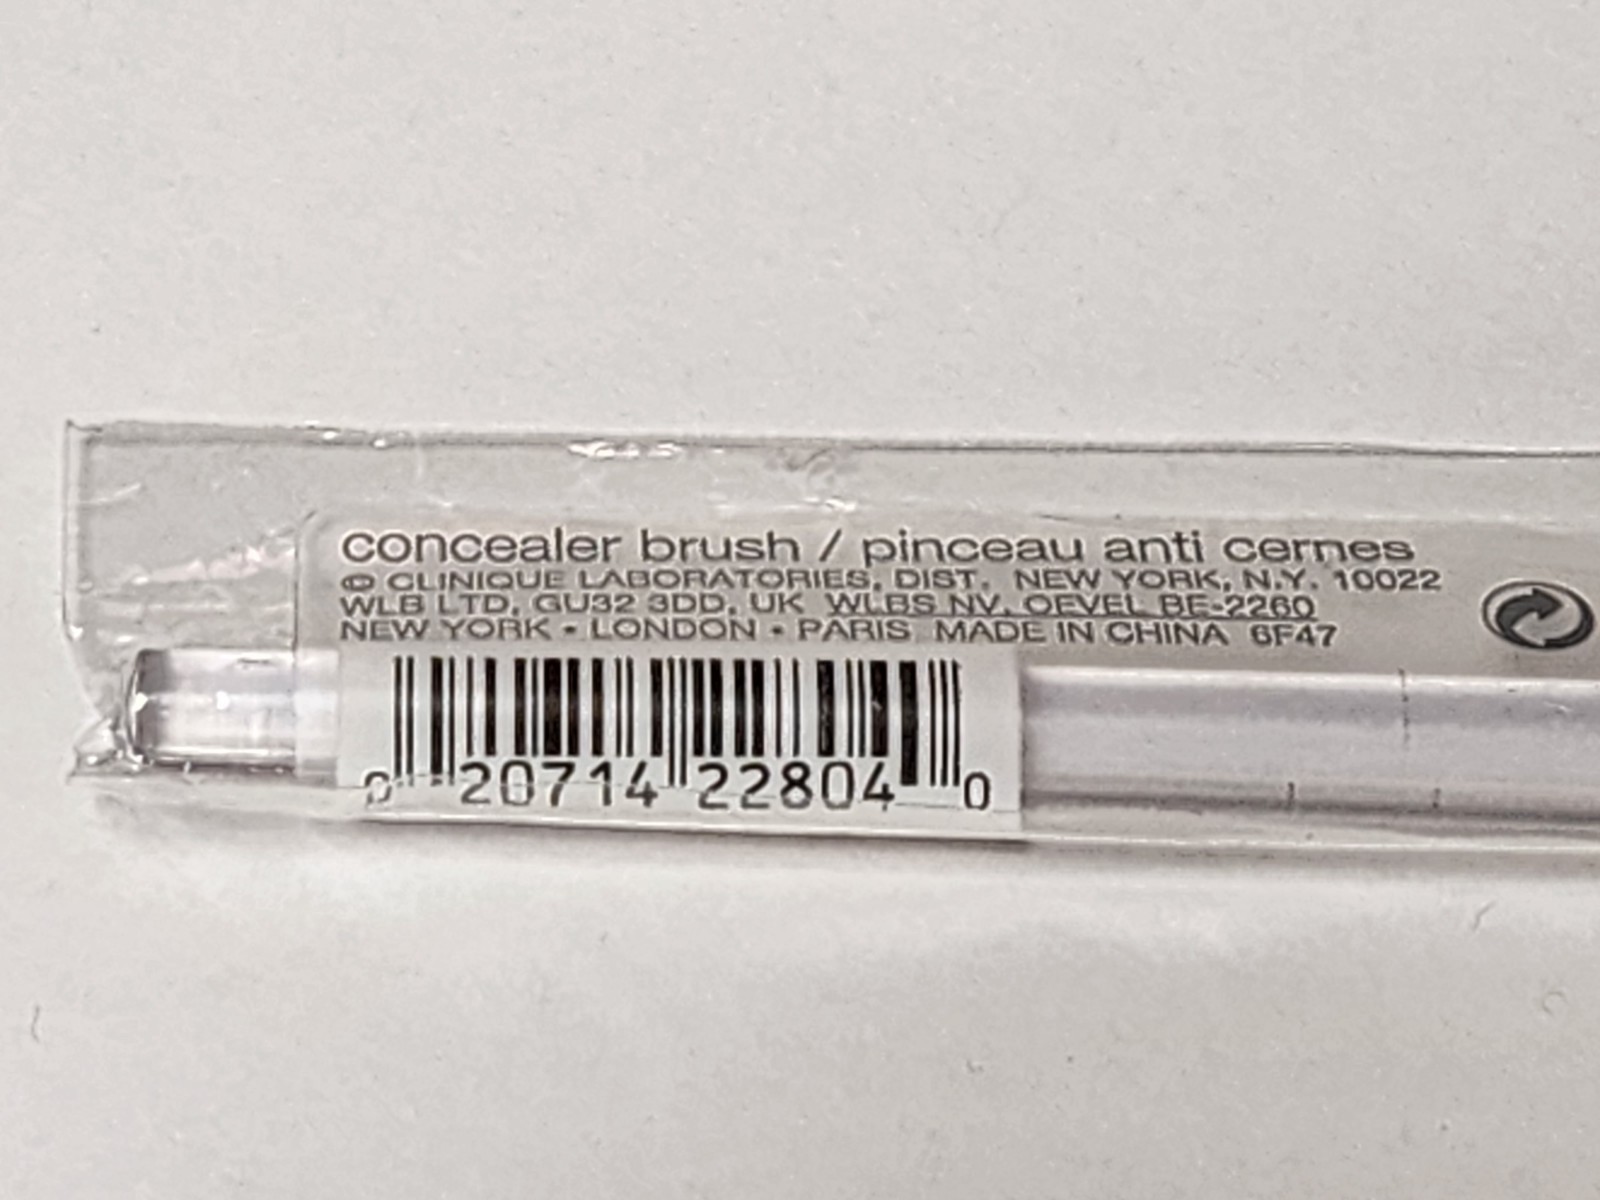 concealer brush / pinceau anti cernes
© CLINIQUE LABORATORIES, DIST. NEW YORK, N.Y. 10022
WLB LTD, GU32 3DD, UK WLBS NV, OEVEL BE-2260
NEW YORK • LONDON • PARIS MADE IN CHINA 6F47
0 20714 22804 0